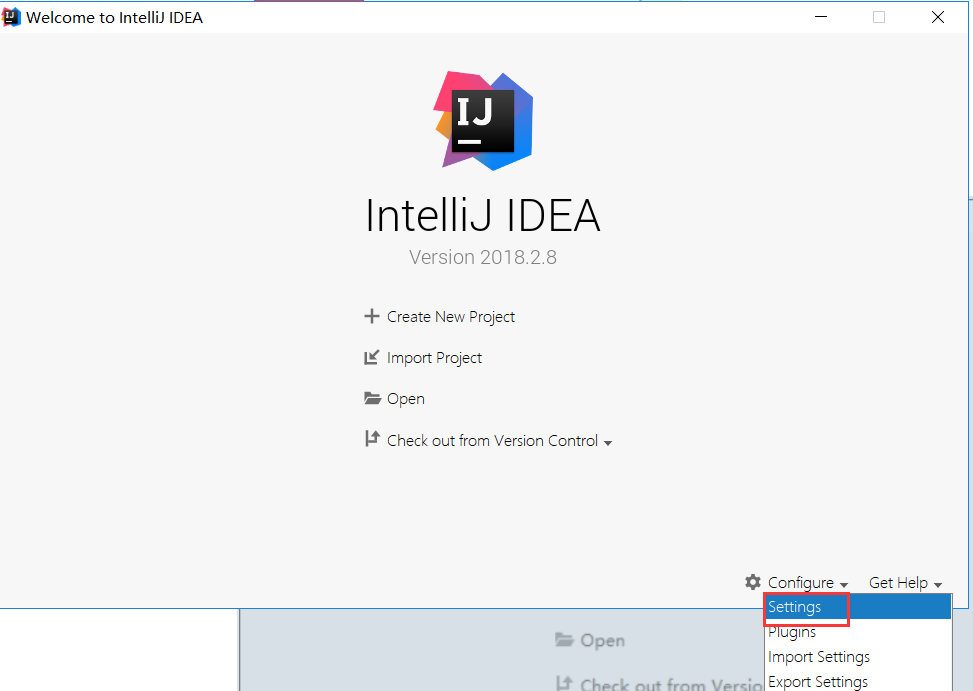 Welcome to IntelliJ IDEA
IJ
IntelliJ IDEA
Version 2018.2.8
Create New Project
Import Project
Open
Check out from Version Control
Configure
Get Help
Settings
Plugins
Import Settings
Export Settings
Open
Check out from Versio